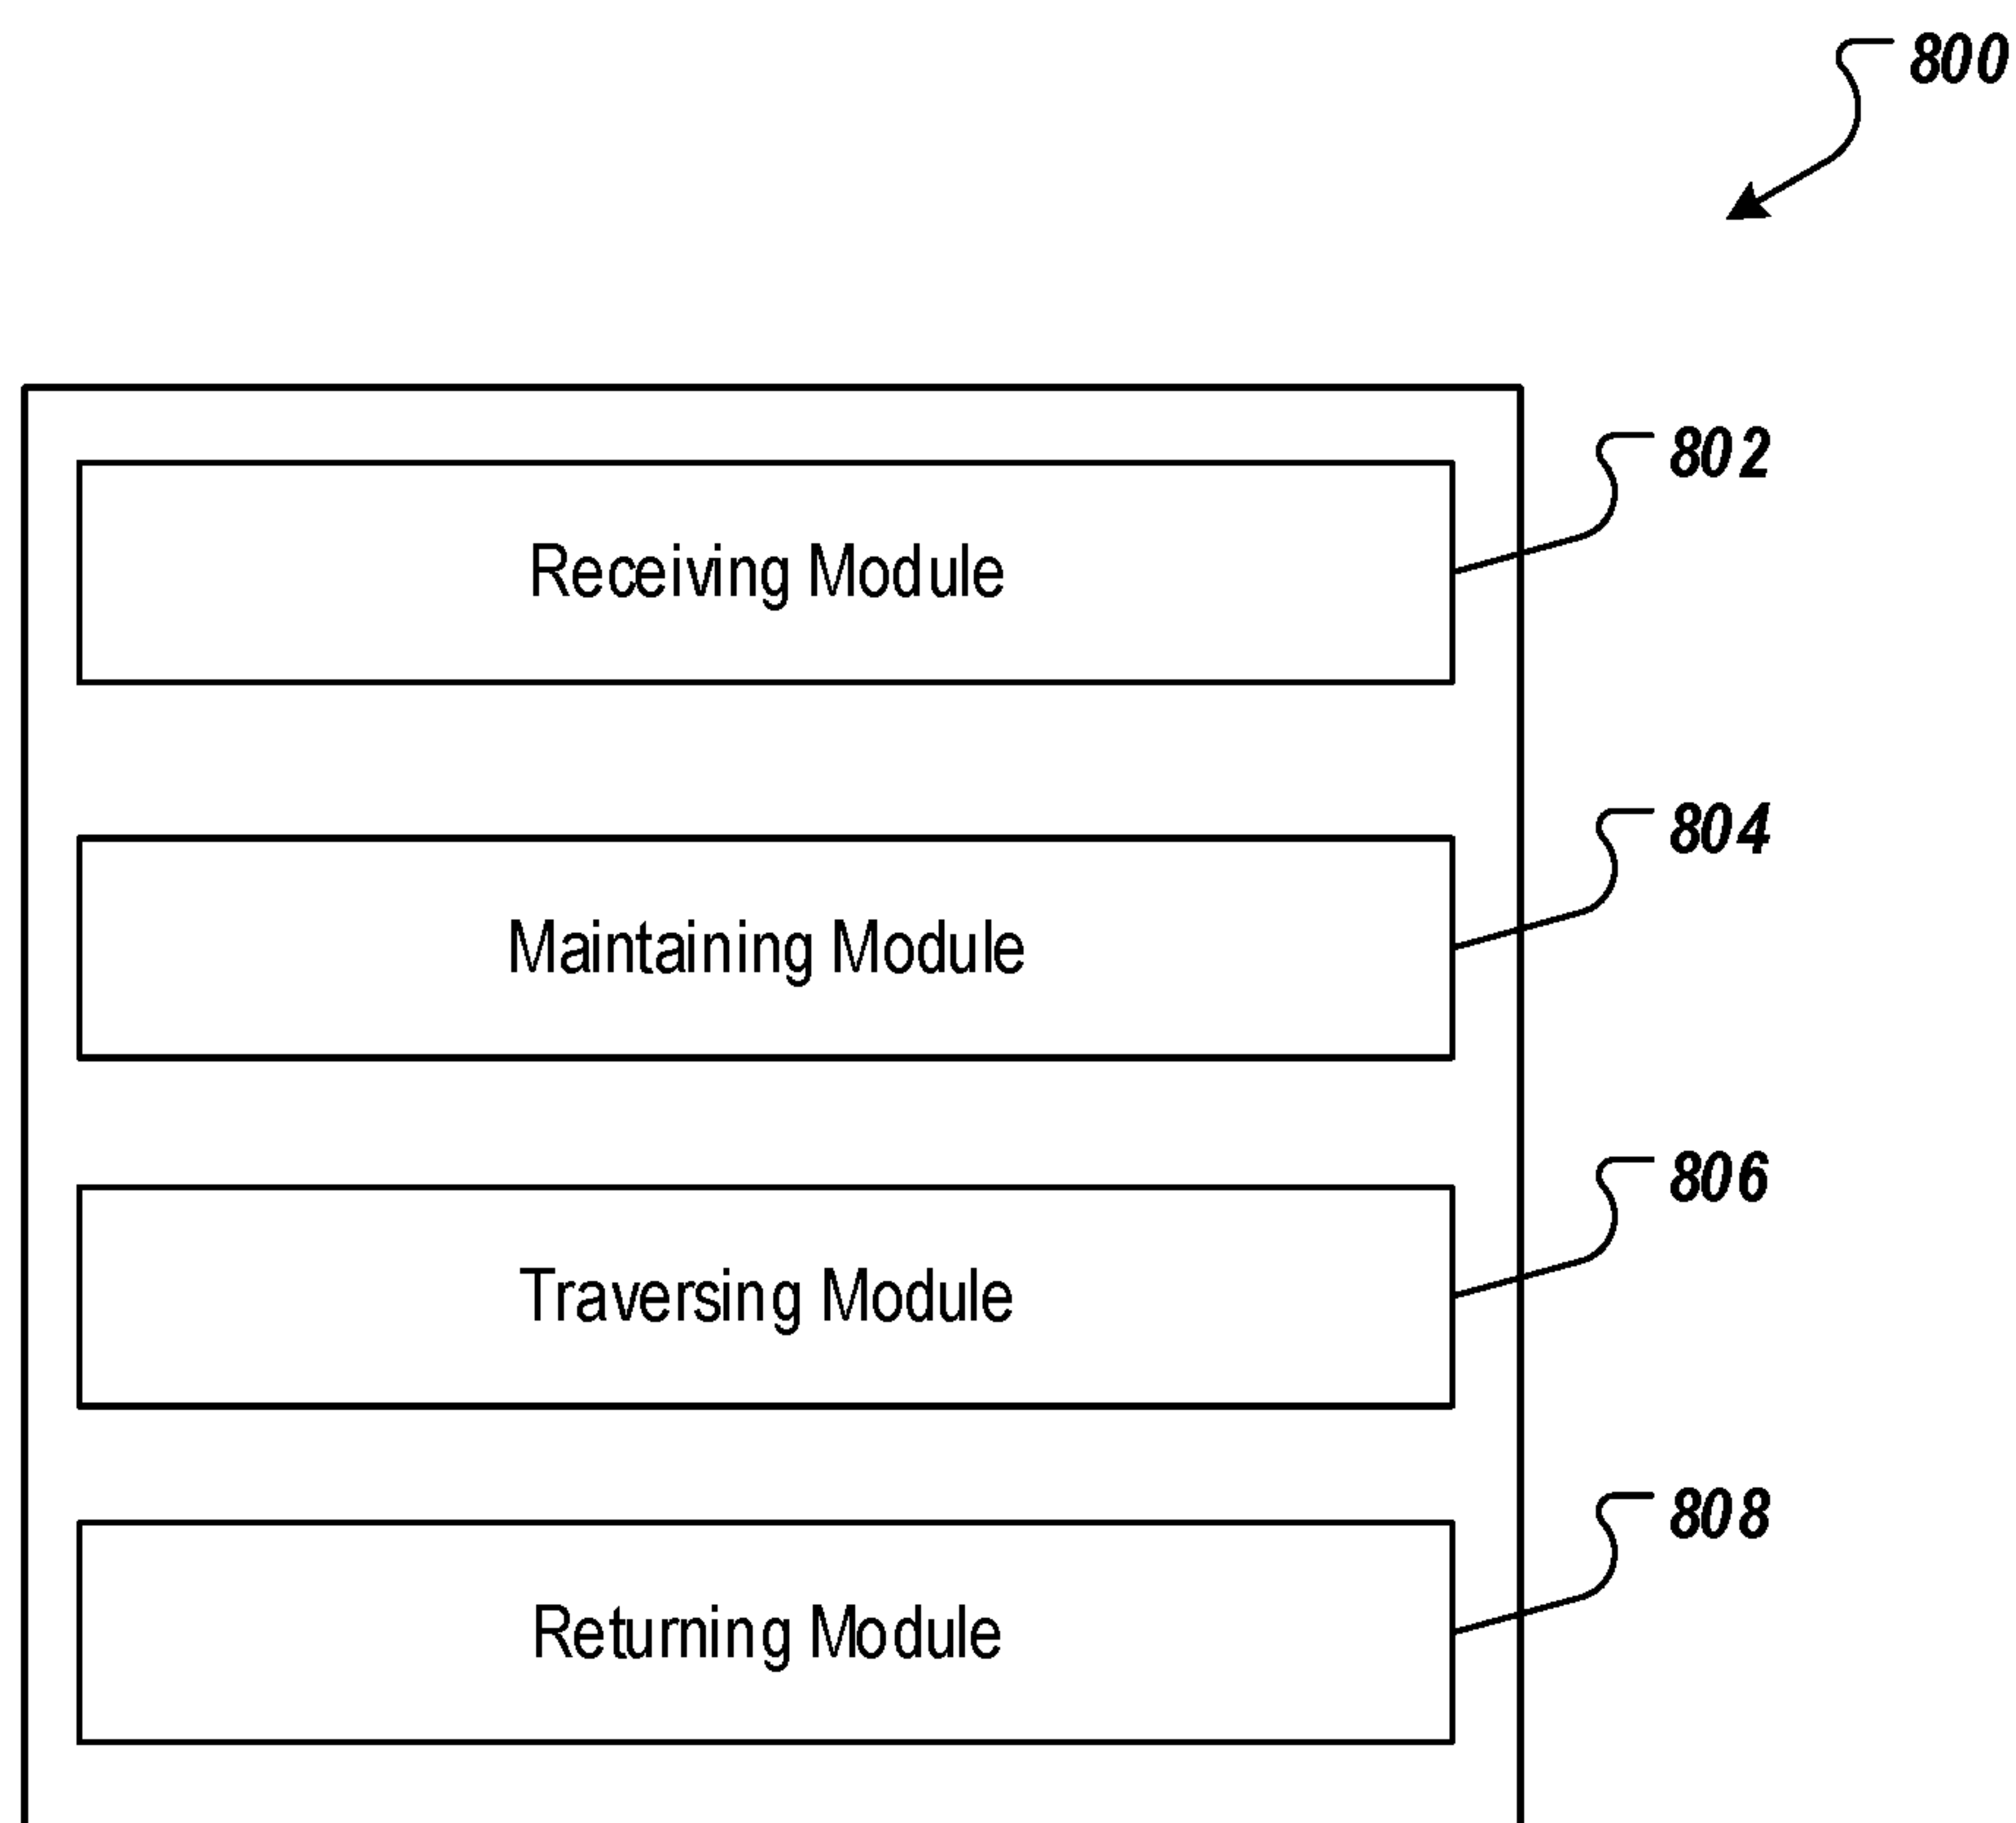 800
802
Receiving Module
804
Maintaining Module
806
Traversing Module
808
Returning Module